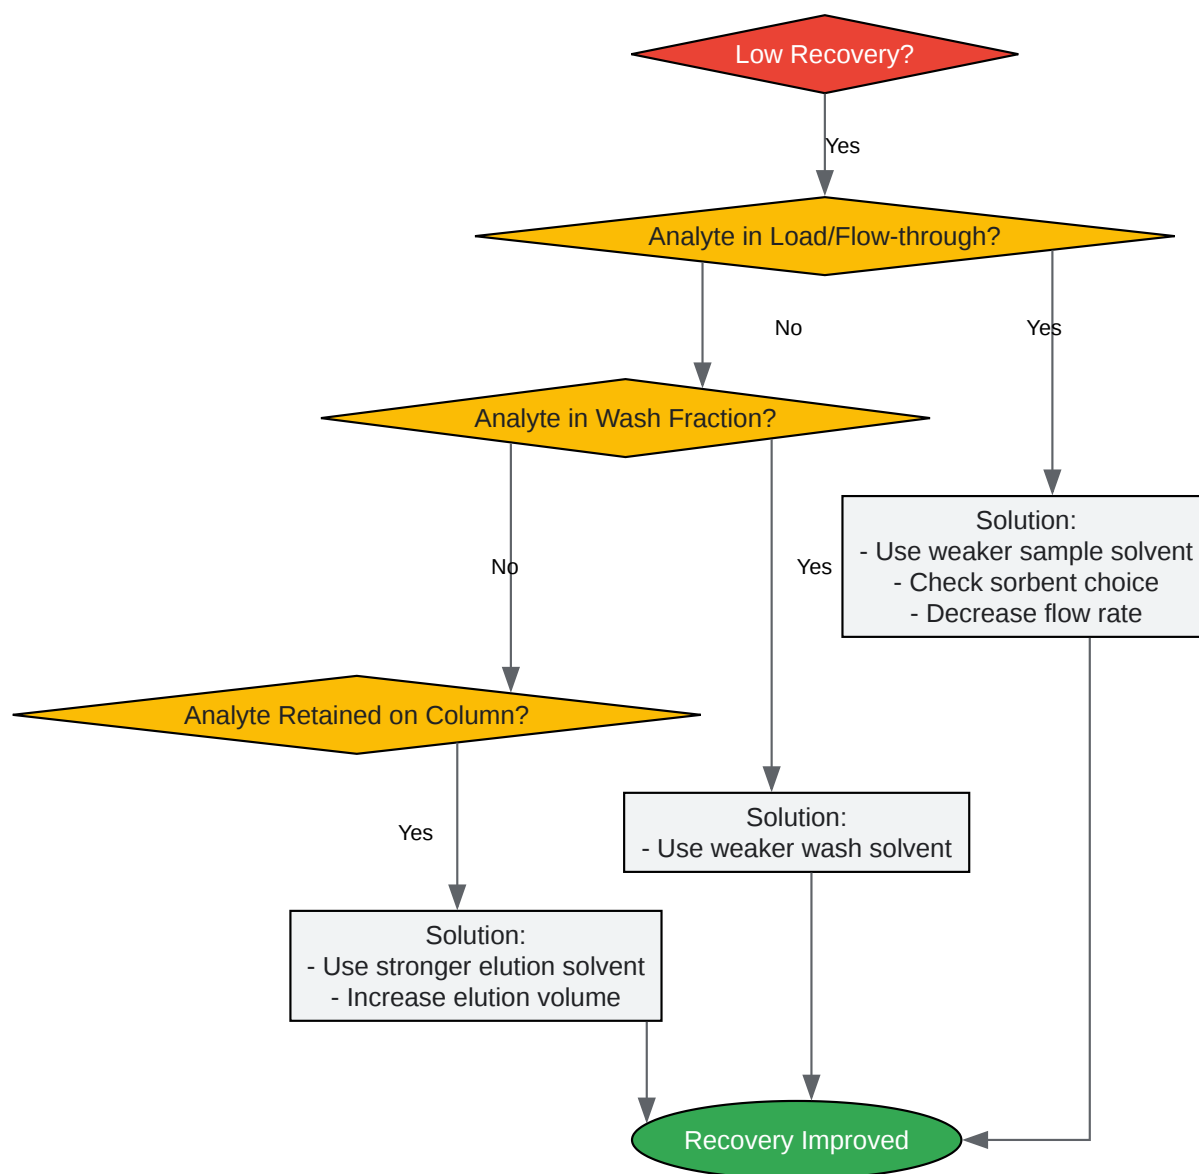 Low Recovery?
Yes
Analyte in Load/Flow-through?
No
Yes
Analyte in Wash Fraction?
Solution:
- Use weaker sample solvent
- Check sorbent choice
- Decrease flow rate
No
Yes
Analyte Retained on Column?
Solution:
- Use weaker wash solvent
Yes
Solution:
- Use stronger elution solvent
- Increase elution volume
Recovery Improved